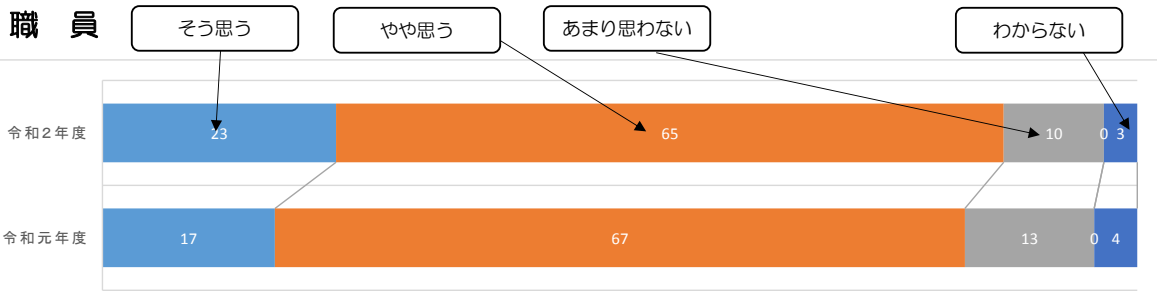 職 員
そう思う
やや思う
あまり思わない
わからない
令和2年度
23
65
10
0
3
令和元年度
17
67
13
0
4